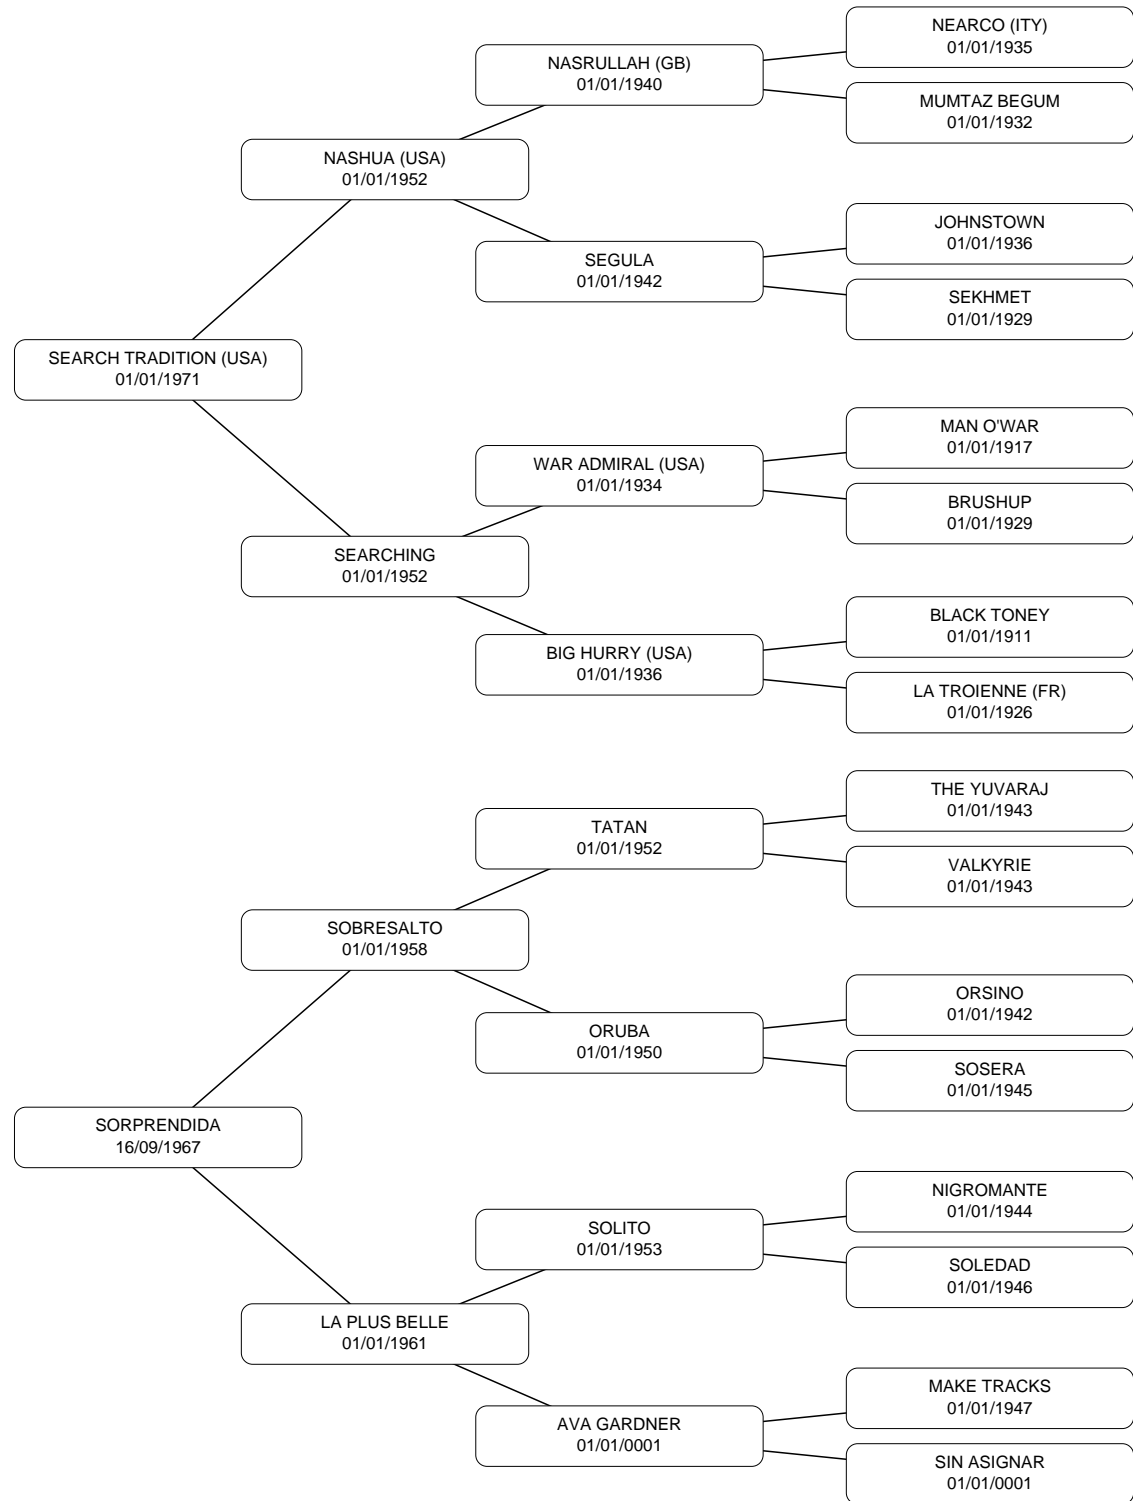 NEARCO (ITY)
01/01/1935
NASRULLAH (GB)
01/01/1940
MUMTAZ BEGUM
01/01/1932
NASHUA (USA)
01/01/1952
JOHNSTOWN
01/01/1936
SEGULA
01/01/1942
SEKHMET
01/01/1929
SEARCH TRADITION (USA)
01/01/1971
MAN O'WAR
01/01/1917
WAR ADMIRAL (USA)
01/01/1934
BRUSHUP
01/01/1929
SEARCHING
01/01/1952
BLACK TONEY
01/01/1911
BIG HURRY (USA)
01/01/1936
LA TROIENNE (FR)
01/01/1926
THE YUVARAJ
01/01/1943
TATAN
01/01/1952
VALKYRIE
01/01/1943
SOBRESALTO
01/01/1958
ORSINO
01/01/1942
ORUBA
01/01/1950
SOSERA
01/01/1945
SORPRENDIDA
16/09/1967
NIGROMANTE
01/01/1944
SOLITO
01/01/1953
SOLEDAD
01/01/1946
LA PLUS BELLE
01/01/1961
MAKE TRACKS
01/01/1947
AVA GARDNER
01/01/0001
SIN ASIGNAR
01/01/0001